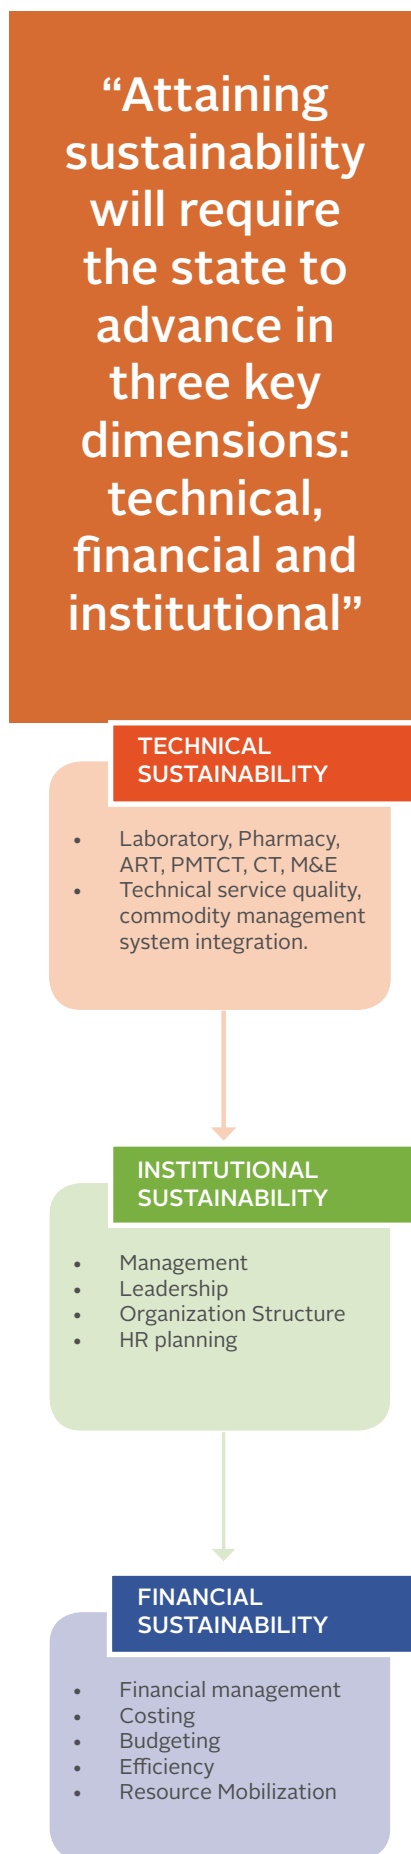 “Attaining
sustainability
will require
the state to
advance in
three key
dimensions:
technical,
financial and
institutional”
TECHNICAL
SUSTAINABILITY
• Laboratory, Pharmacy,
ART, PMTCT, CT, M&E
• Technical service quality,
commodity management
system integration.
INSTITUTIONAL
SUSTAINABILITY
• Management
• Leadership
• Organization Structure
• HR planning
FINANCIAL
SUSTAINABILITY
• Financial management
• Costing
• Budgeting
• Efficiency
• Resource Mobilization